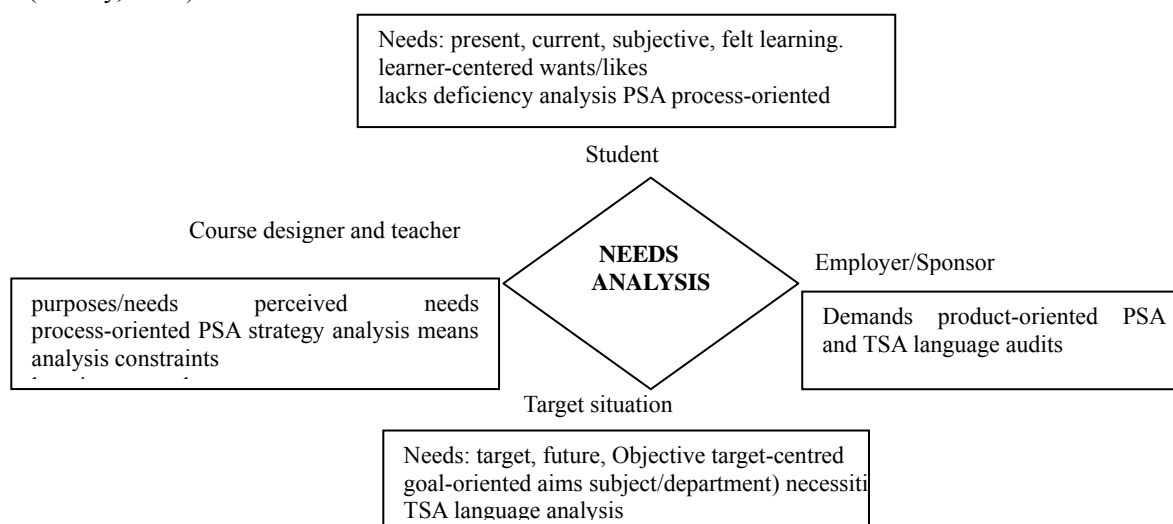 Needs: present, current, subjective, felt learning.
learner-centered wants/likes
lacks deficiency analysis PSA process-oriented
Student
Course designer and teacher
NEEDS
ANALYSIS
Employer/Sponsor
purposes/needs perceived needs
process-oriented PSA strategy analysis means
analysis constraints
Demands product-oriented PSA
and TSA language audits
Target situation
Needs: target, future, Objective target-centred
goal-oriented aims subject/department) necessiti
TSA language analysis